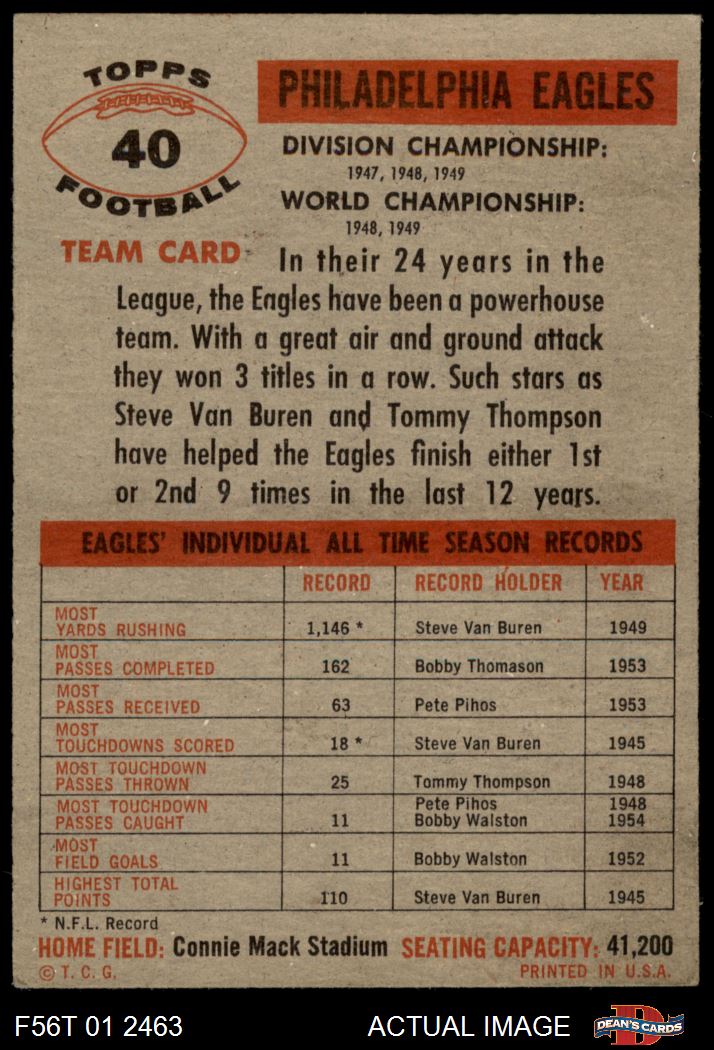 TOPPS
40
FOOTBALL
PHILADELPHIA EAGLES
DIVISION CHAMPIONSHIP:
1947, 1948, 1949
WORLD CHAMPIONSHIP:
1948, 1949
TEAM CARD
In their 24 years in the
League, the Eagles have been a powerhouse
team. With a great air and ground attack
they won 3 titles in a row. Such stars as
Steve Van Buren and Tommy Thompson
have helped the Eagles finish either 1st
or 2nd 9 times in the last 12 years.
EAGLES' INDIVIDUAL ALL TIME SEASON RECORDS
RECORD RECORD HOLDER YEAR
MOST
YARDS RUSHING 1,146 * Steve Van Buren 1949
MOST
PASSES COMPLETED 162 Bobby Thomason 1953
MOST
PASSES RECEIVED 63 Pete Pihos 1953
MOST
TOUCHDOWNS SCORED 18 * Steve Van Buren 1945
MOST TOUCHDOWN
PASSES THROWN 25 Tommy Thompson 1948
MOST TOUCHDOWN Pete Pihos 1948
PASSES CAUGHT 11 Bobby Walston 1954
MOST
FIELD GOALS 11 Bobby Walston 1952
HIGHEST TOTAL
POINTS 110 Steve Van Buren 1945
* N.F.L. Record
HOME FIELD: Connie Mack Stadium SEATING CAPACITY: 41,200
© T. C. G. PRINTED IN U.S.A.
F56T 01 2463 ACTUAL IMAGE DEAN'S CARDS